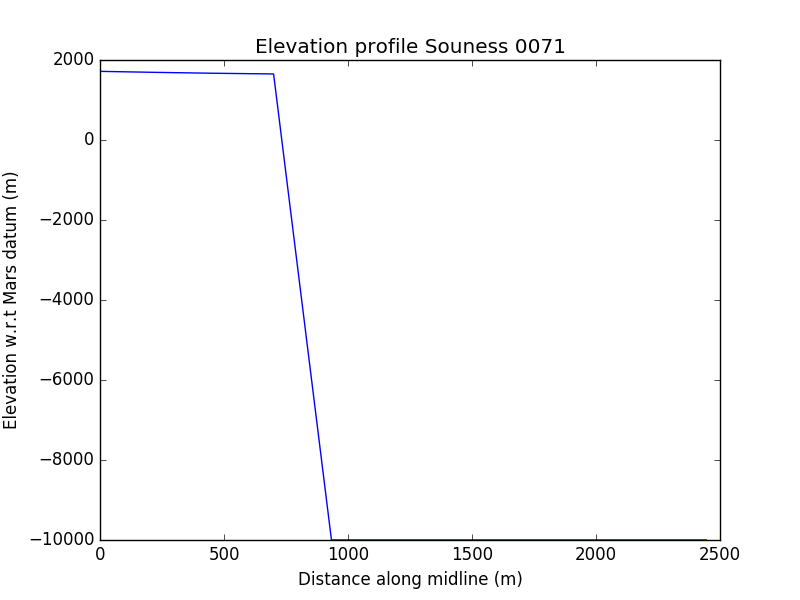 Elevation profile Souness 0071
Elevation w.r.t Mars datum (m)
2000
0
−2000
−4000
−6000
−8000
−10000
0 500 1000 1500 2000 2500
Distance along midline (m)